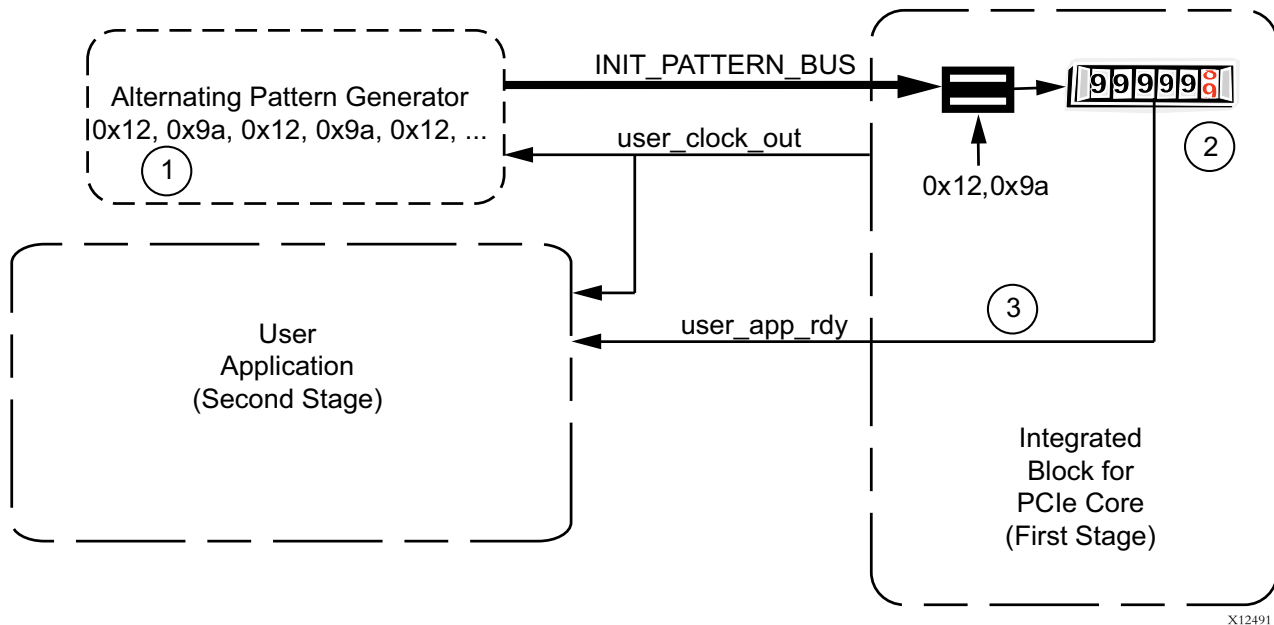 INIT_PATTERN_BUS
Alternating Pattern Generator
0x12, 0x9a, 0x12, 0x9a, 0x12, ...
1
user_clock_out
0x12,0x9a
99999
2
User
Application
(Second Stage)
user_app_rdy
3
Integrated
Block for
PCIe Core
(First Stage)
X12491